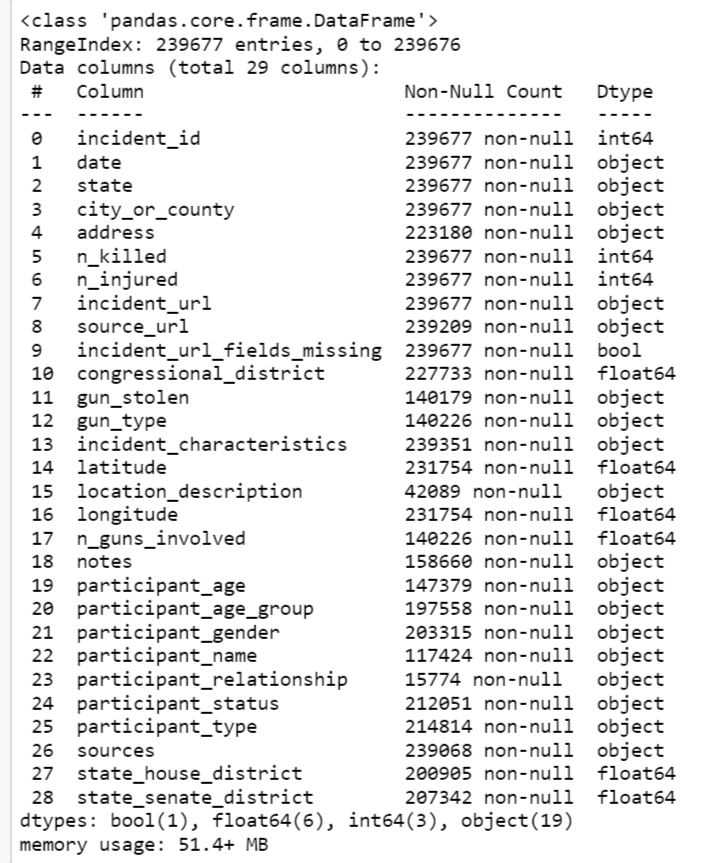 <class 'pandas.core.frame.DataFrame'>
RangeIndex: 239677 entries, 0 to 239676
Data columns (total 29 columns):
 #   Column                       Non-Null Count   Dtype
---  ------                       --------------   -----
 0   incident_id                  239677 non-null  int64
 1   date                         239677 non-null  object
 2   state                        239677 non-null  object
 3   city_or_county               239677 non-null  object
 4   address                      223180 non-null  object
 5   n_killed                     239677 non-null  int64
 6   n_injured                    239677 non-null  int64
 7   incident_url                 239677 non-null  object
 8   source_url                   239209 non-null  object
 9   incident_url_fields_missing  239677 non-null  bool
 10  congressional_district       227733 non-null  float64
 11  gun_stolen                   140179 non-null  object
 12  gun_type                     140226 non-null  object
 13  incident_characteristics     239351 non-null  object
 14  latitude                     231754 non-null  float64
 15  location_description         42089 non-null   object
 16  longitude                    231754 non-null  float64
 17  n_guns_involved              140226 non-null  float64
 18  notes                        158660 non-null  object
 19  participant_age              147379 non-null  object
 20  participant_age_group        197558 non-null  object
 21  participant_gender           203315 non-null  object
 22  participant_name             117424 non-null  object
 23  participant_relationship     15774 non-null   object
 24  participant_status           212051 non-null  object
 25  participant_type             214814 non-null  object
 26  sources                      239068 non-null  object
 27  state_house_district         200905 non-null  float64
 28  state_senate_district        207342 non-null  float64
dtypes: bool(1), float64(6), int64(3), object(19)
memory usage: 51.4+ MB